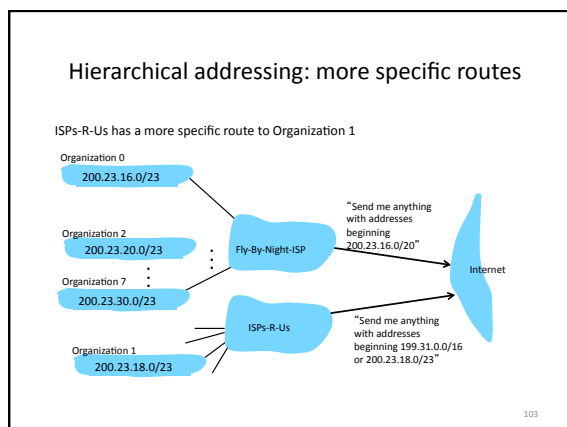 Hierarchical addressing: more specific routes
ISPs-R-Us has a more specific route to Organization 1
Organization 0
200.23.16.0/23
Organization 2
200.23.20.0/23
Organization 7
200.23.30.0/23
Organization 1
200.23.18.0/23
Fly-By-Night-ISP
ISPs-R-Us
“Send me anything
with addresses
beginning
200.23.16.0/20”
Internet
“Send me anything
with addresses
beginning 199.31.0.0/16
or 200.23.18.0/23”
103